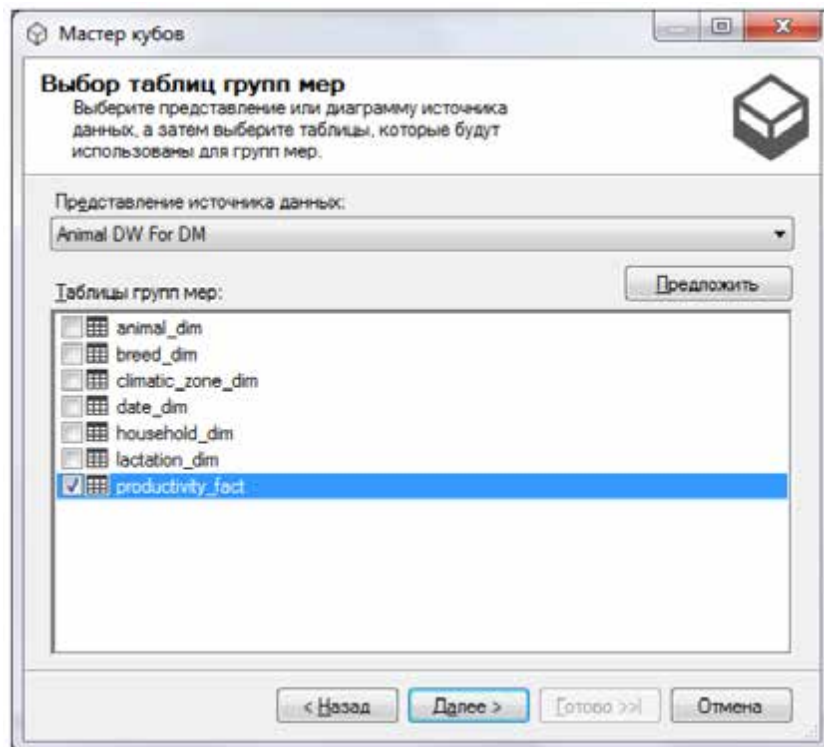 Мастер кубов
Выбор таблиц групп мер
Выберите представление или диаграмму источника
данных, а затем выберите таблицы, которые будут
использованы для групп мер.
Представление источника данных:
Animal DW For DM
Таблицы групп мер:
Предложить
animal_dim
breed_dim
climatic_zone_dim
date_dim
household_dim
lactation_dim
productivity_fact
< Назад
Далее >
Готово >>|
Отмена